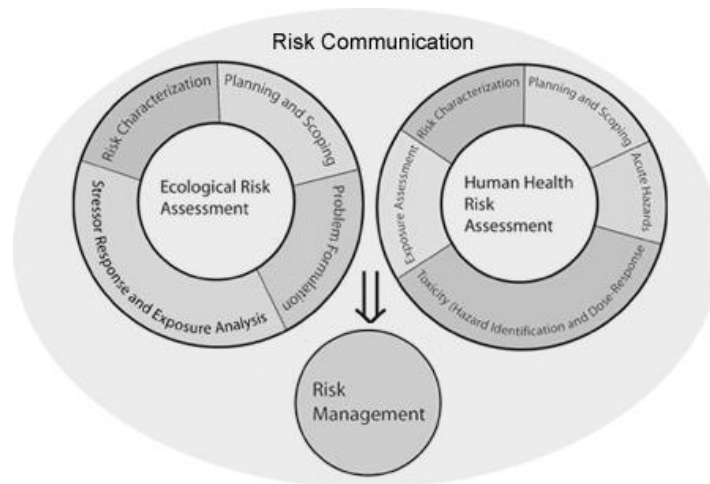 Risk Communication
Risk Characterization
Planning and Scoping
Problem Formulation
Stressor Response and Exposure Analysis
Ecological Risk
Assessment
Risk Characterization
Planning and Scoping
Acute Hazards
Toxicity (Hazard Identification and Dose-Response
Exposure Assessment
Human Health
Risk
Assessment
Risk
Management